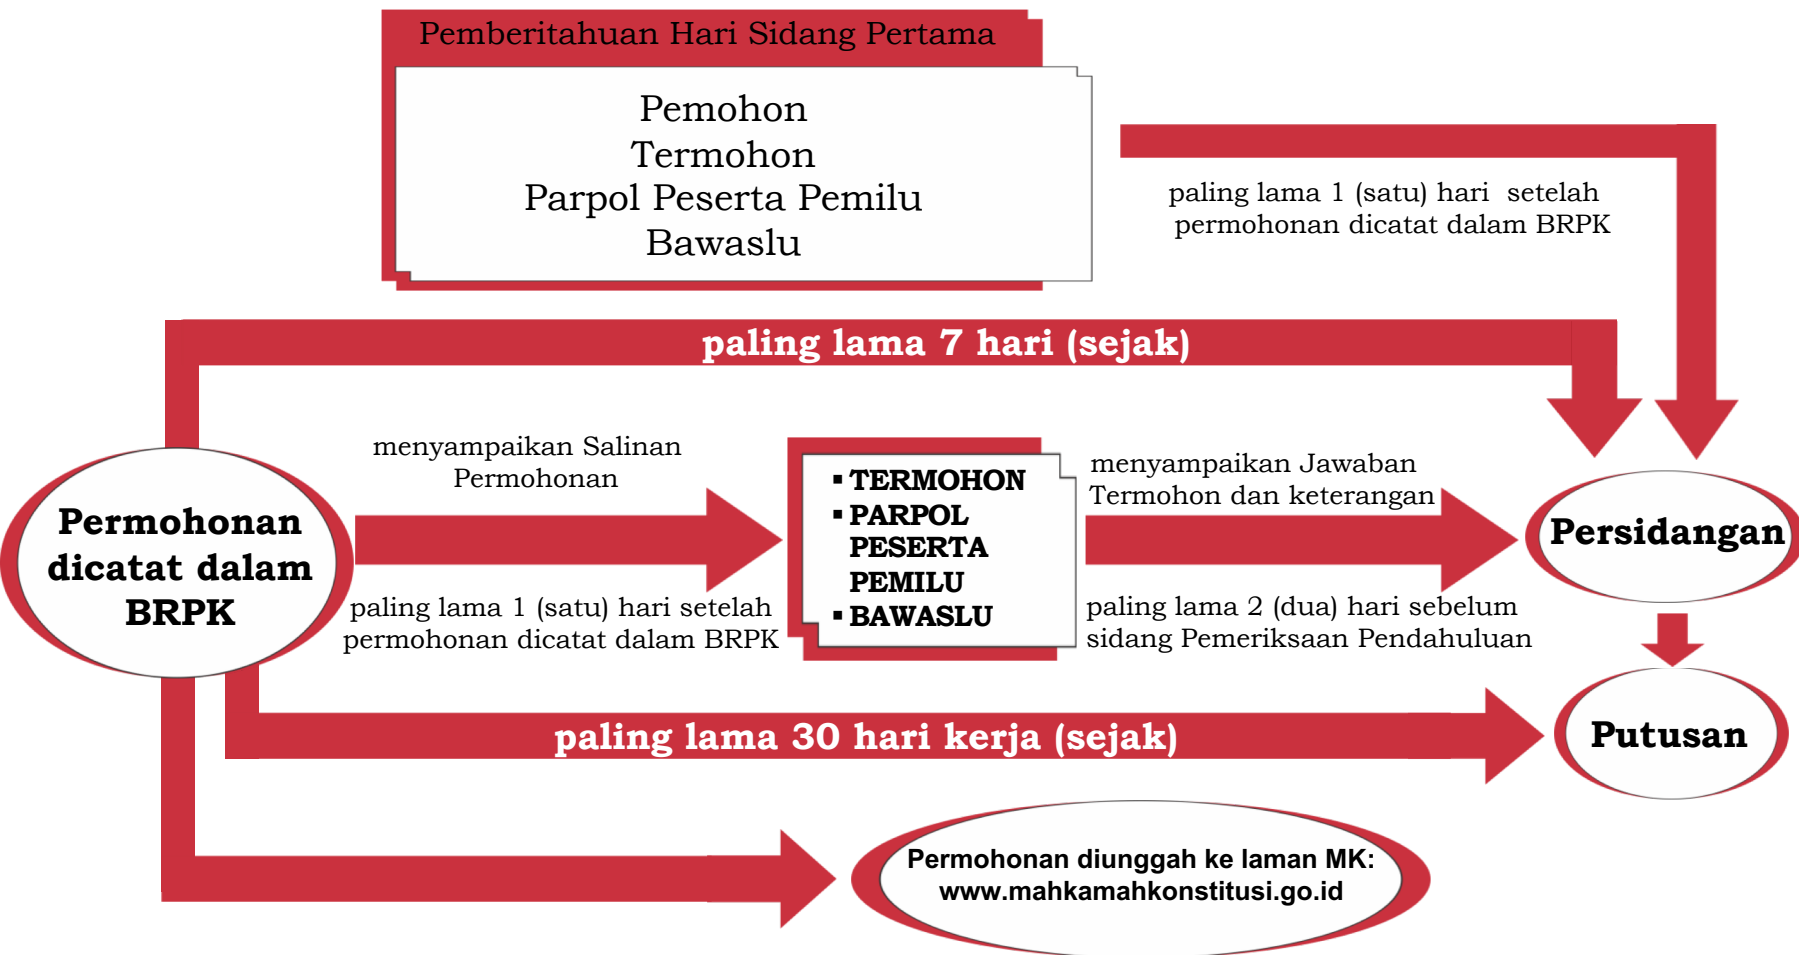 Pemberitahuan Hari Sidang Pertama
Pemohon
Termohon
Parpol Peserta Pemilu
Bawaslu
paling lama 1 (satu) hari setelah
permohonan dicatat dalam BRPK
paling lama 7 hari (sejak)
Permohonan
dicatat dalam
BRPK
menyampaikan Salinan
Permohonan
paling lama 1 (satu) hari setelah
permohonan dicatat dalam BRPK
▪ TERMOHON
▪ PARPOL
PESERTA
PEMILU
▪ BAWASLU
menyampaikan Jawaban
Termohon dan keterangan
paling lama 2 (dua) hari sebelum
sidang Pemeriksaan Pendahuluan
Persidangan
Putusan
paling lama 30 hari kerja (sejak)
Permohonan diunggah ke laman MK:
www.mahkamahkonstitusi.go.id